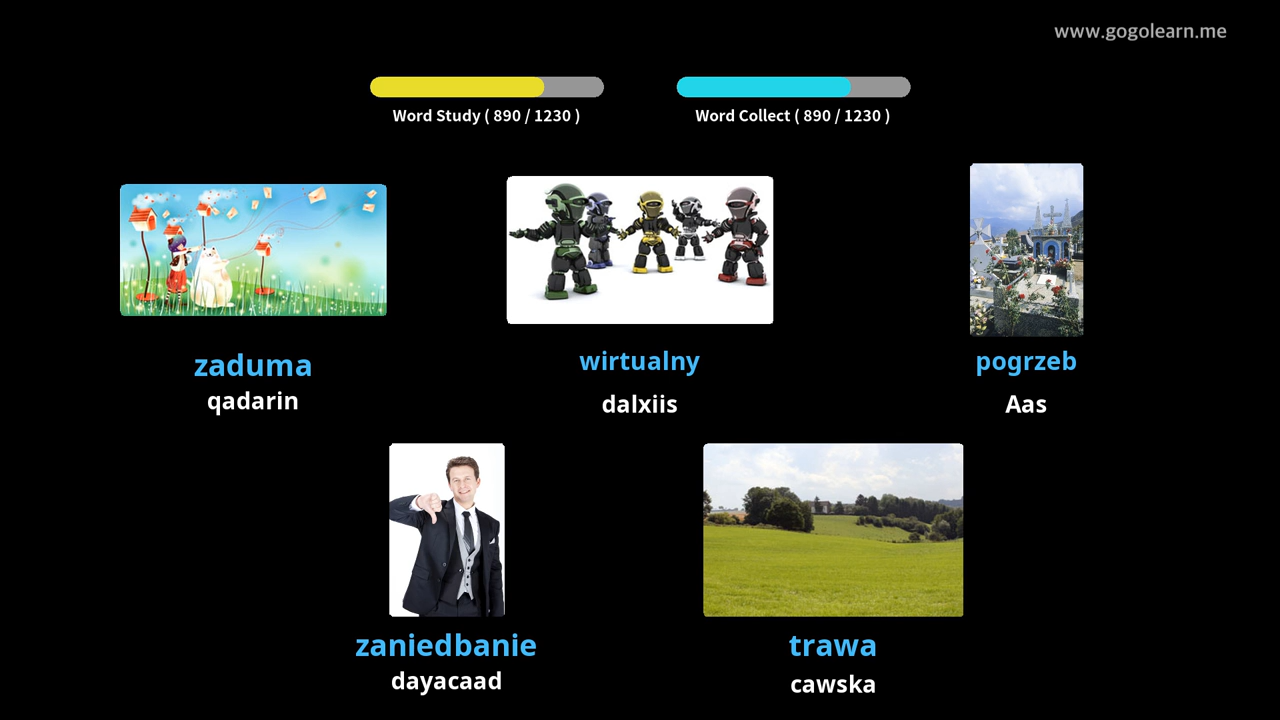 www.gogolearn.me
Word Study ( 890 / 1230 )
Word Collect ( 890 / 1230 )
zaduma
qadarin
wirtualny
dalxiis
pogrzeb
Aas
zaniedbanie
dayacaad
trawa
cawska